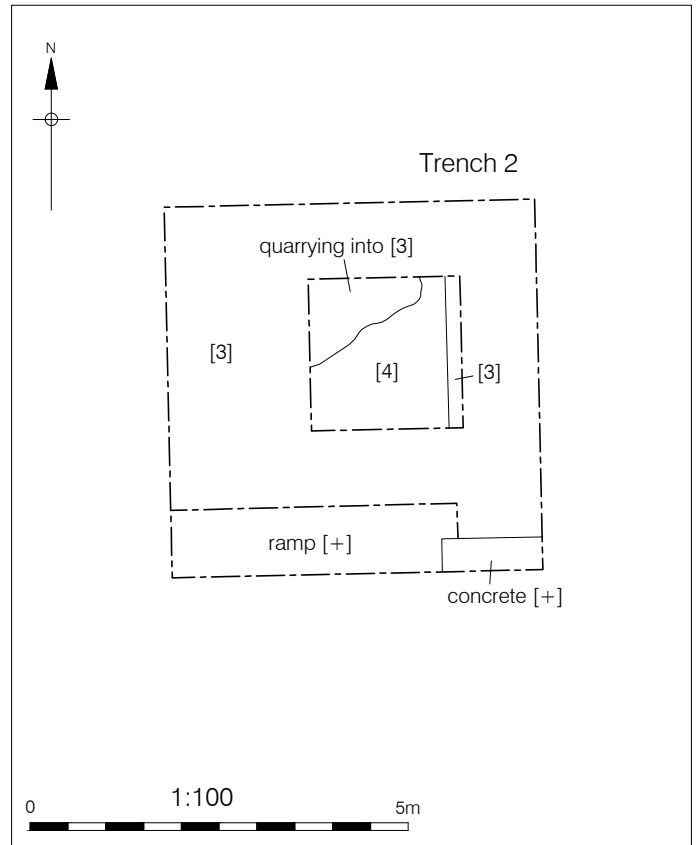 N
Trench 2
quarrying into [3]
[3]
[4]
[3]
ramp [+]
concrete [+]
1:100
0
5m